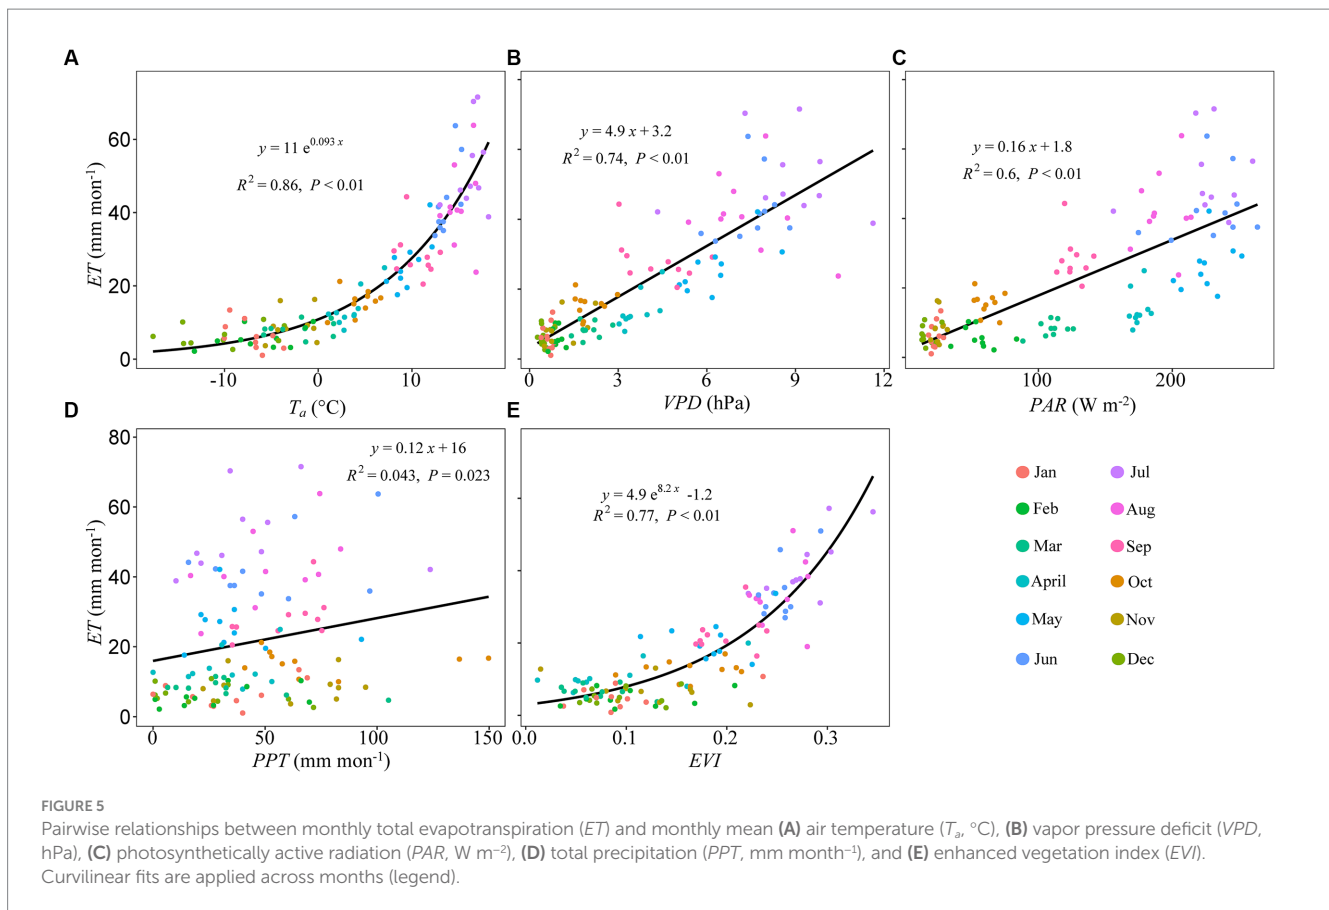 A
B
C
y = 11 e^0.093 x
R² = 0.86, P < 0.01
y = 4.9 x + 3.2
R² = 0.74, P < 0.01
y = 0.16 x + 1.8
R² = 0.6, P < 0.01
ET (mm mon⁻¹)
60
40
20
0
-10 0 10
0 3 6 9 12
100 200
Tₐ (°C)
VPD (hPa)
PAR (W m⁻²)
D
E
y = 0.12 x + 16
R² = 0.043, P = 0.023
y = 4.9 e^8.2 x -1.2
R² = 0.77, P < 0.01
ET (mm mon⁻¹)
80
60
40
20
0
0 50 100 150
0.0 0.1 0.2 0.3
PPT (mm mon⁻¹)
EVI
Jan
Feb
Mar
April
May
Jun
Jul
Aug
Sep
Oct
Nov
Dec
FIGURE 5
Pairwise relationships between monthly total evapotranspiration (ET) and monthly mean (A) air temperature (Tₐ, °C), (B) vapor pressure deficit (VPD,
hPa), (C) photosynthetically active radiation (PAR, W m⁻²), (D) total precipitation (PPT, mm month⁻¹), and (E) enhanced vegetation index (EVI).
Curvilinear fits are applied across months (legend).